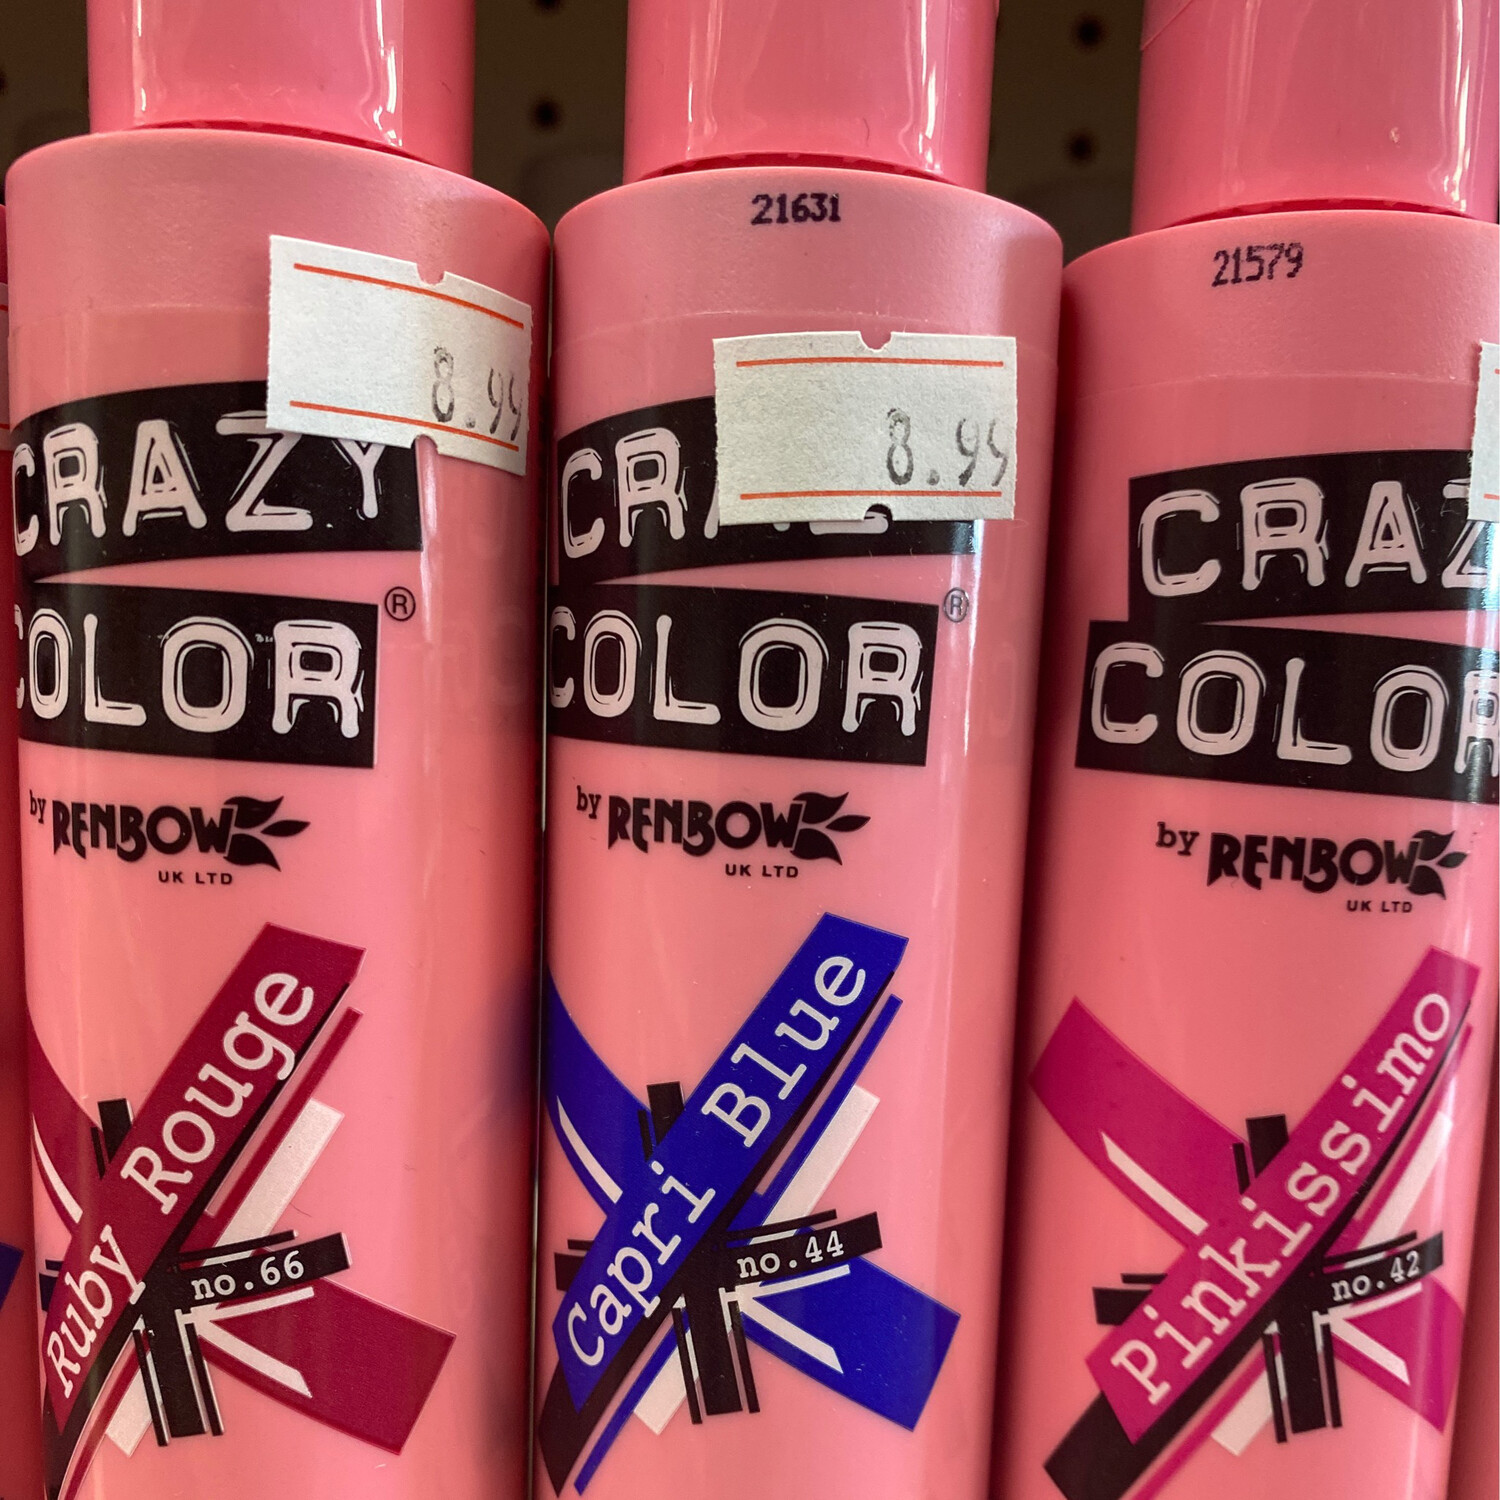 8.99
CRAZY
COLOR®
by RENBOW
UK LTD
Ruby Rouge
no.66
21631
8.99
COLOR®
by RENBOW
UK LTD
Capri Blue
no.44
21579
CRAZ
COLOR
by RENBOW
UK LTD
Pinkissimo
no.42